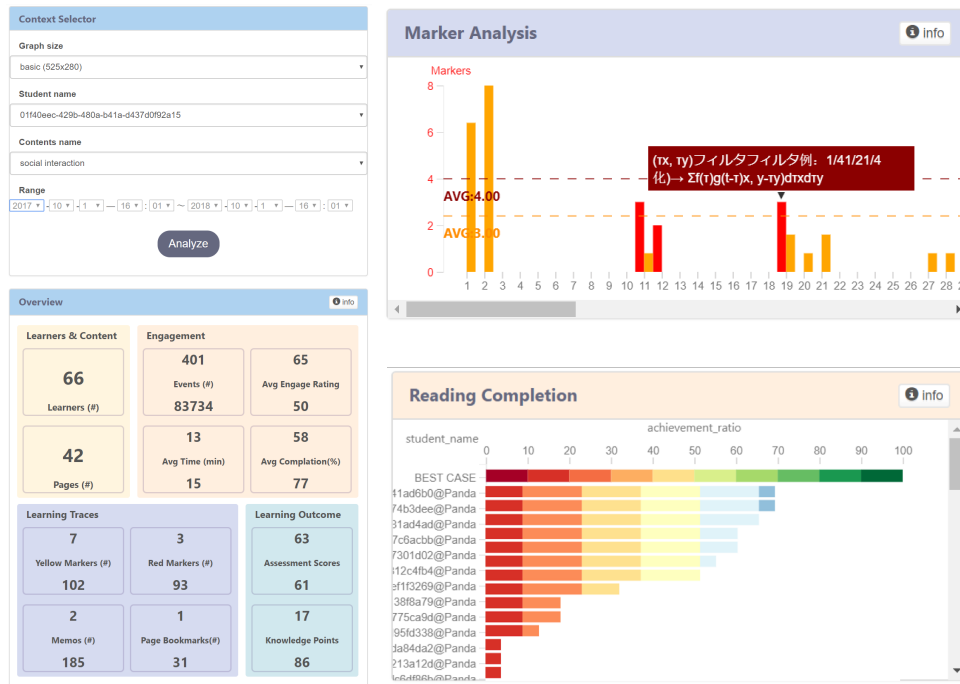 Context Selector
Graph size
basic (525x280)
Student name
01f40eec-429b-480a-b41a-d437d0f92a15
Contents name
social interaction
Range
2017 - 10 - 1 — 16 : 01 ~ 2018 - 10 - 1 — 16 : 01
Analyze
Overview
info
Learners & Content
66
Learners (#)
42
Pages (#)
Engagement
401
Events (#)
83734
65
Avg Engage Rating
50
13
Avg Time (min)
15
58
Avg Complation(%)
77
Learning Traces
7
Yellow Markers (#)
102
3
Red Markers (#)
93
2
Memos (#)
185
1
Page Bookmarks(#)
31
Learning Outcome
63
Assessment Scores
61
17
Knowledge Points
86
Marker Analysis
info
Markers
8
6
4
2
0
AVG:4.00
AVG:3.00
(τx, τy)フィルタフィルタ例：1/41/21/4
化)→ Σf(τ)g(t-τ)x, y-τy)dτxdτy
1 2 3 4 5 6 7 8 9 10 11 12 13 14 15 16 17 18 19 20 21 22 23 24 25 26 27 28
Reading Completion
info
achievement_ratio
student_name
0 10 20 30 40 50 60 70 80 90 100
BEST CASE
41ad6b0@Panda
74b3dee@Panda
31ad4ad@Panda
7c6acbb@Panda
7301d02@Panda
312c4fb4@Panda
ef1f3269@Panda
38f8a79@Panda
775ca9d@Panda
95fd338@Panda
da84da2@Panda
213a12d@Panda
c6df86b@Panda